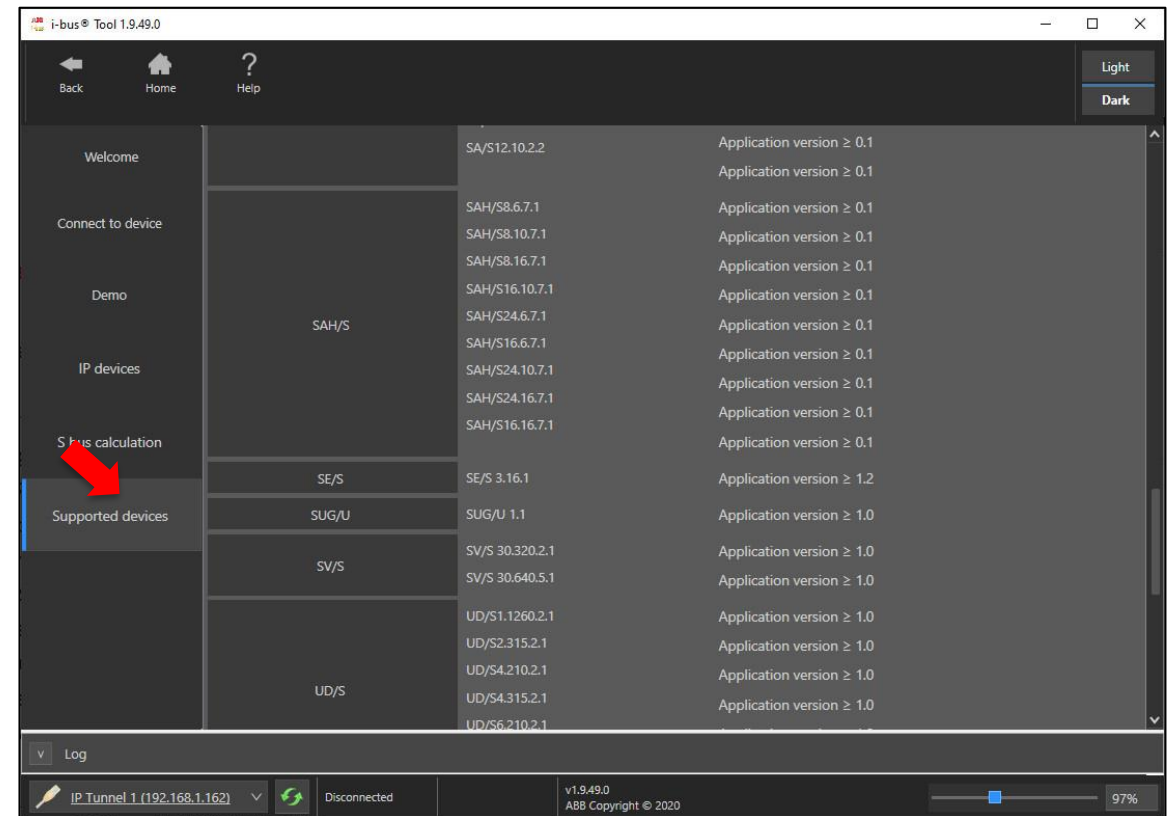 i-bus® Tool 1.9.49.0
Back Home Help
Light
Dark
Welcome
Connect to device
Demo
IP devices
S bus calculation
Supported devices
SA/S12.10.2.2 Application version ≥ 0.1
Application version ≥ 0.1
SAH/S
SAH/S8.6.7.1 Application version ≥ 0.1
SAH/S8.10.7.1 Application version ≥ 0.1
SAH/S8.16.7.1 Application version ≥ 0.1
SAH/S16.10.7.1 Application version ≥ 0.1
SAH/S24.6.7.1 Application version ≥ 0.1
SAH/S16.6.7.1 Application version ≥ 0.1
SAH/S24.10.7.1 Application version ≥ 0.1
SAH/S24.16.7.1 Application version ≥ 0.1
SAH/S16.16.7.1 Application version ≥ 0.1
SE/S SE/S 3.16.1 Application version ≥ 1.2
SUG/U SUG/U 1.1 Application version ≥ 1.0
SV/S
SV/S 30.320.2.1 Application version ≥ 1.0
SV/S 30.640.5.1 Application version ≥ 1.0
UD/S
UD/S1.1260.2.1 Application version ≥ 1.0
UD/S2.315.2.1 Application version ≥ 1.0
UD/S4.210.2.1 Application version ≥ 1.0
UD/S4.315.2.1 Application version ≥ 1.0
UD/S6.210.2.1
Log
IP Tunnel 1 (192.168.1.162)
Disconnected
v1.9.49.0
ABB Copyright © 2020
97%